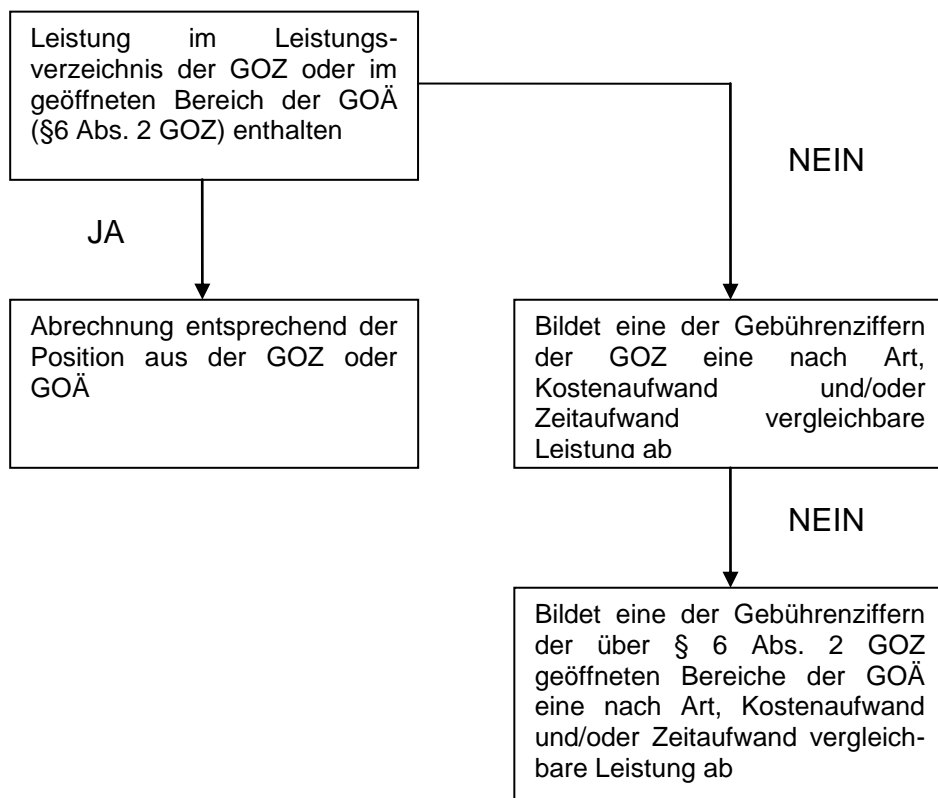 Leistung im Leistungs-
verzeichnis der GOZ oder im
geöffneten Bereich der GOÄ
(§6 Abs. 2 GOZ) enthalten
NEIN
JA
Abrechnung entsprechend der
Position aus der GOZ oder
GOÄ
Bildet eine der Gebührenziffern
der GOZ eine nach Art,
Kostenaufwand und/oder
Zeitaufwand vergleichbare
Leistung ab
NEIN
Bildet eine der Gebührenziffern
der über § 6 Abs. 2 GOZ
geöffneten Bereiche der GOÄ
eine nach Art, Kostenaufwand
und/oder Zeitaufwand vergleich-
bare Leistung ab